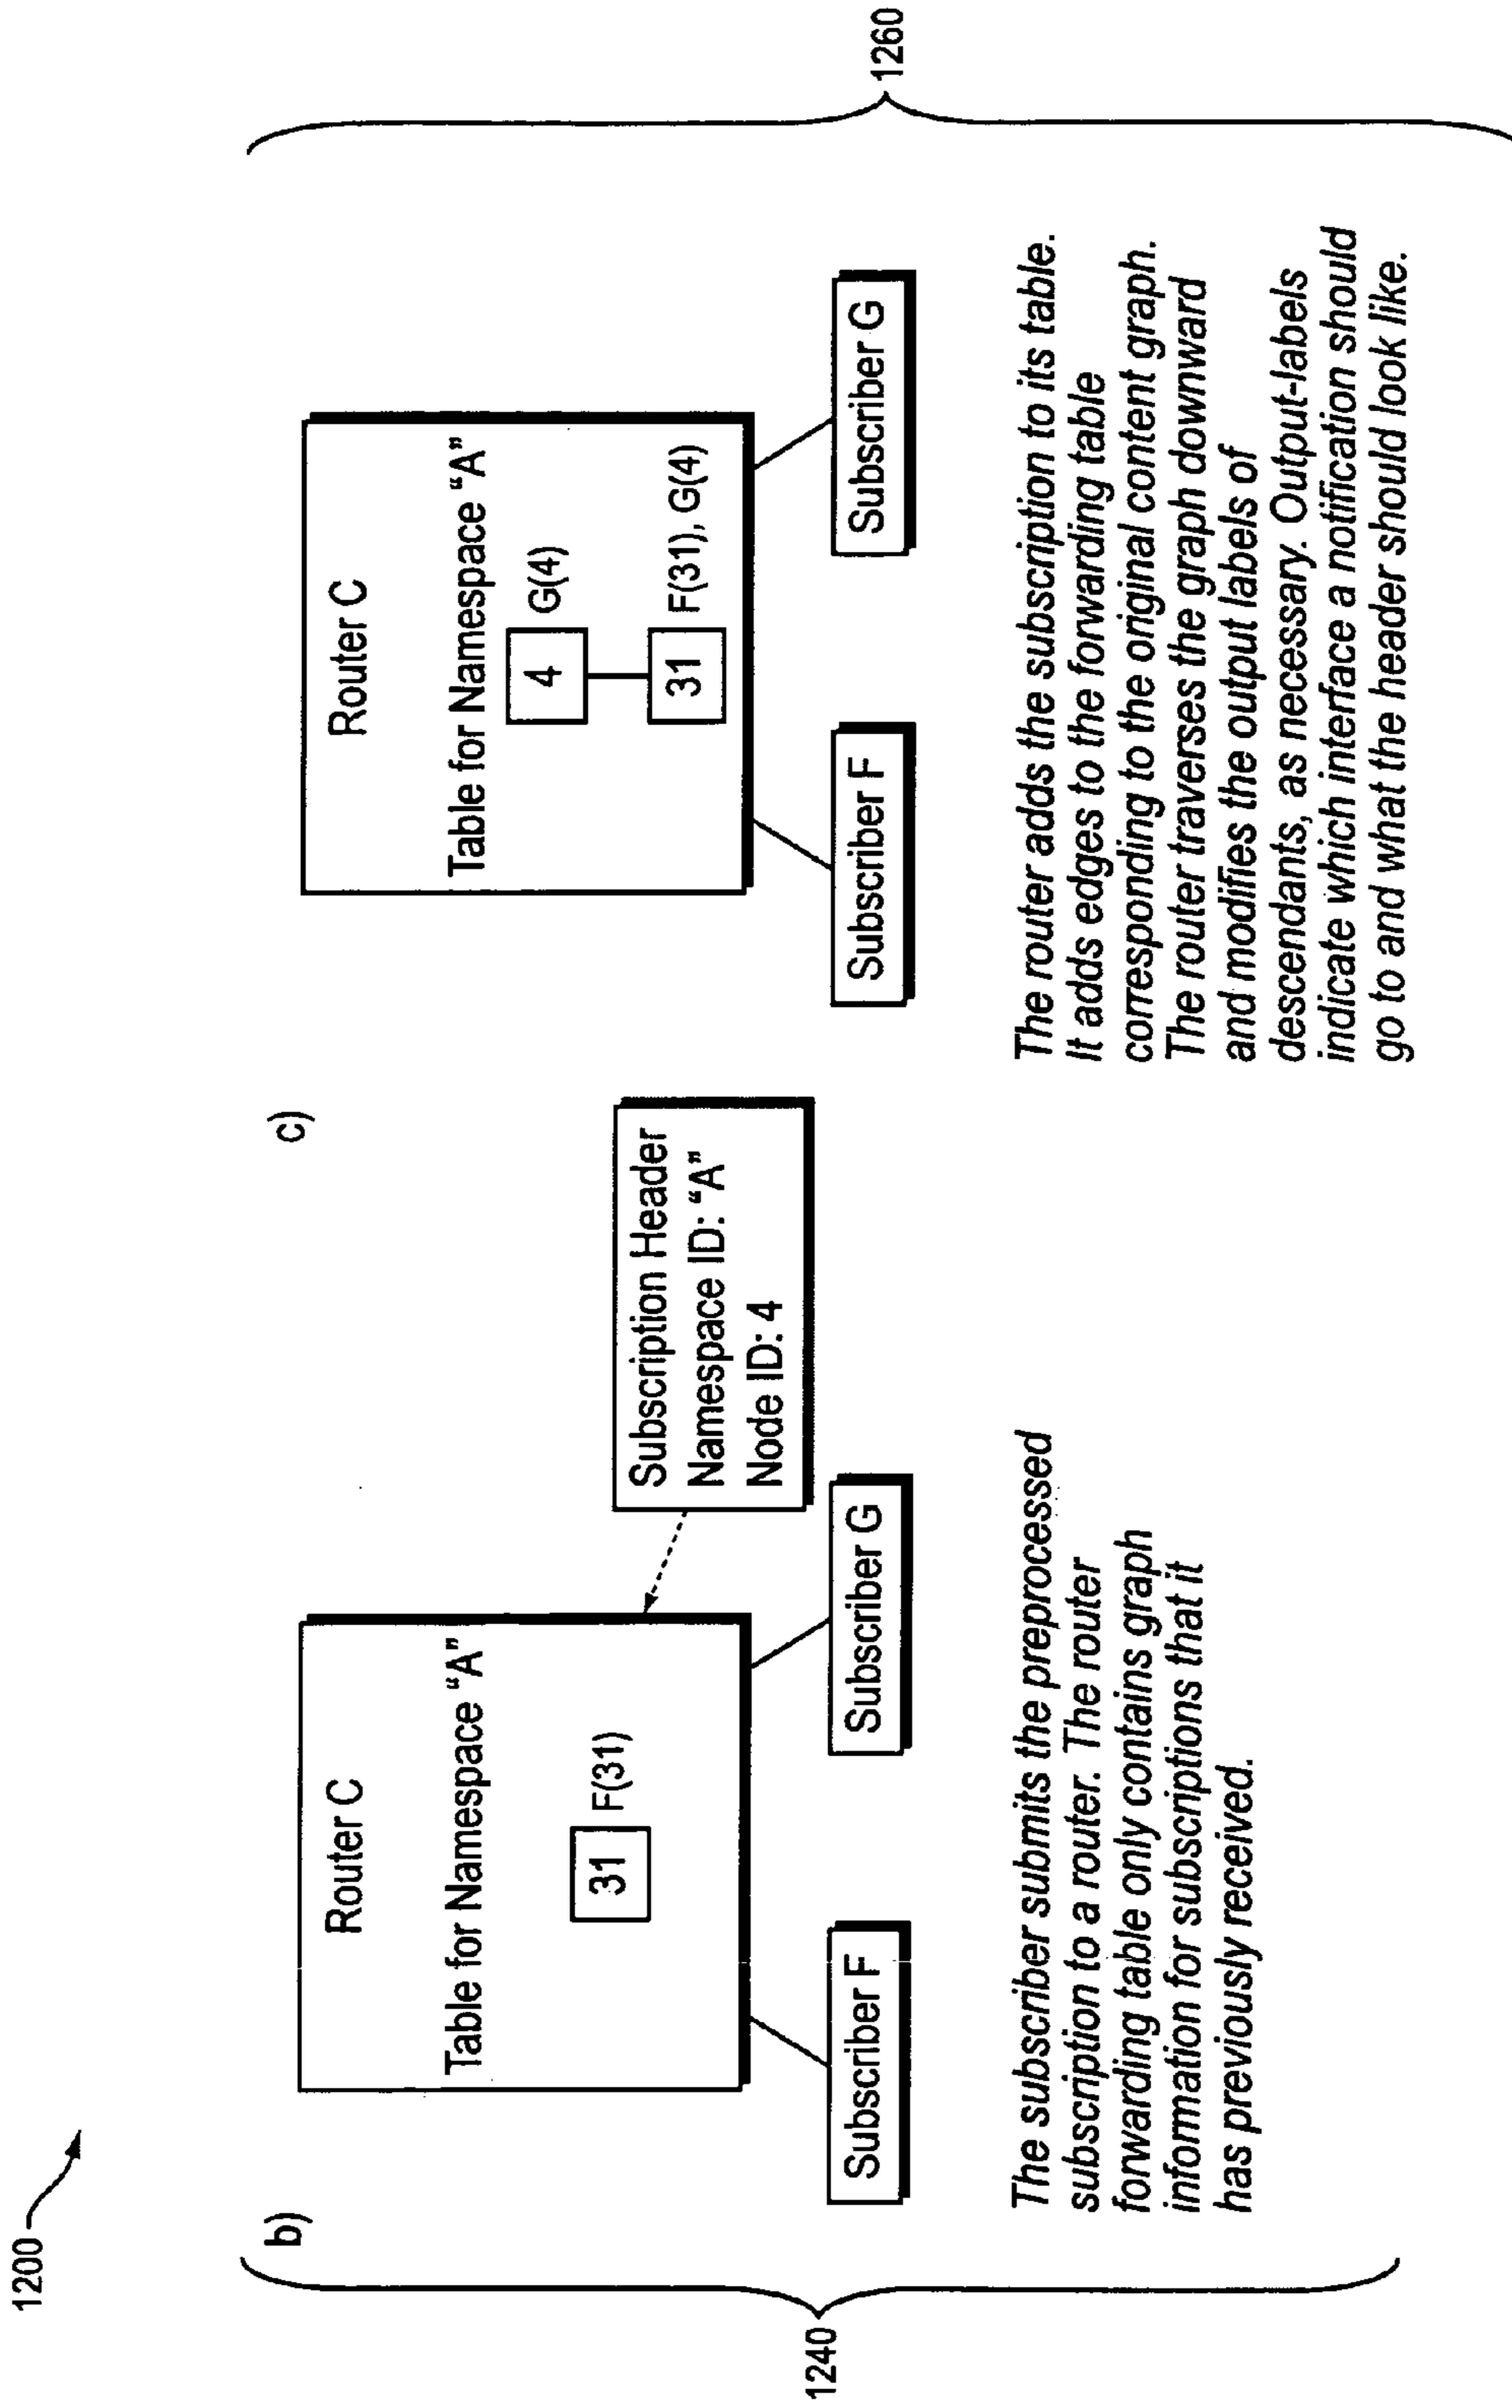 1200
b)
Router C
Table for Namespace “A”
31
F(31)
Subscriber F
Subscriber G
Subscription Header
Namespace ID: “A”
Node ID: 4
The subscriber submits the preprocessed
subscription to a router. The router
forwarding table only contains graph
information for subscriptions that it
has previously received.
1240
c)
Router C
Table for Namespace “A”
4
G(4)
31
F(31), G(4)
Subscriber F
Subscriber G
The router adds the subscription to its table.
It adds edges to the forwarding table
corresponding to the original content graph.
The router traverses the graph downward
and modifies the output labels of
descendants, as necessary. Output-labels
indicate which interface a notification should
go to and what the header should look like.
1260